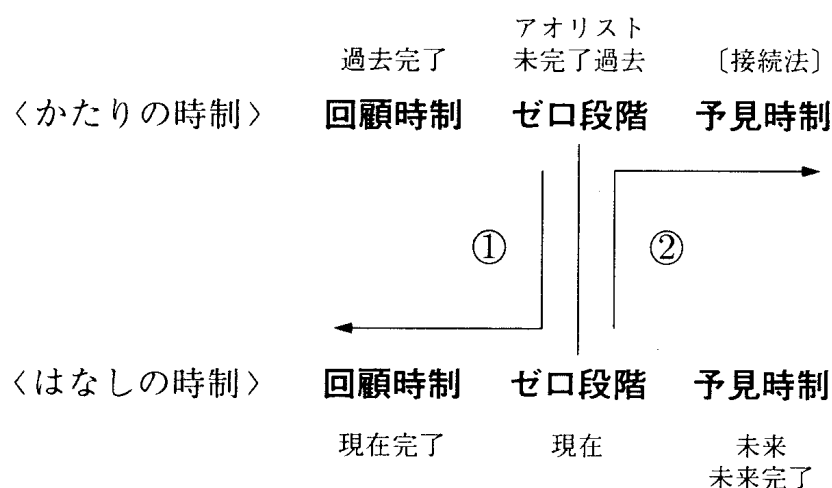 過去完了 アオリスト 未完了過去 〔接続法〕
〈かたりの時制〉 回顧時制 ゼロ段階 予見時制
① ②
〈はなしの時制〉 回顧時制 ゼロ段階 予見時制
現在完了 現在 未来
未来完了